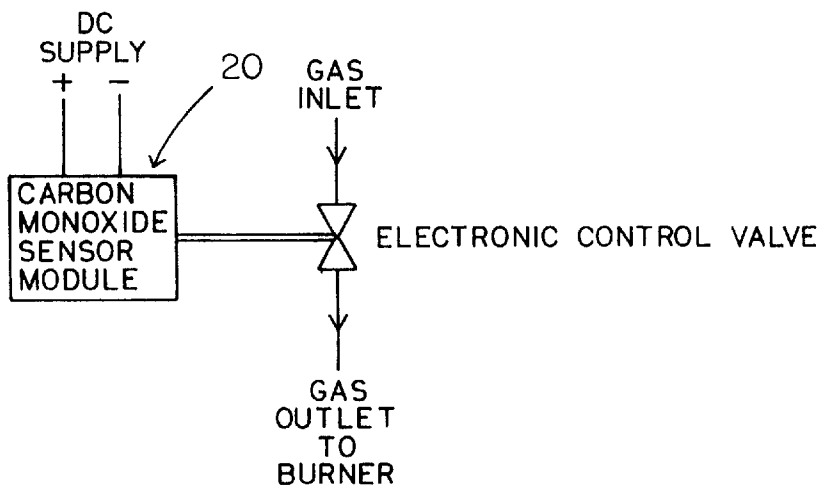 DC
SUPPLY
+ −
20
GAS
INLET
CARBON
MONOXIDE
SENSOR
MODULE
ELECTRONIC CONTROL VALVE
GAS
OUTLET
TO
BURNER